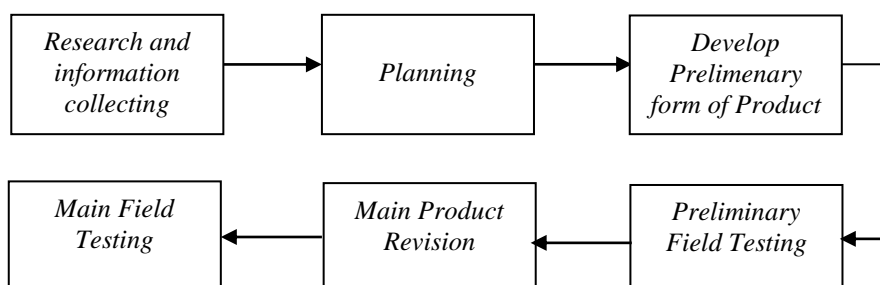 Research and
information
collecting
Planning
Develop
Prelimenary
form of Product
Preliminary
Field Testing
Main Product
Revision
Main Field
Testing